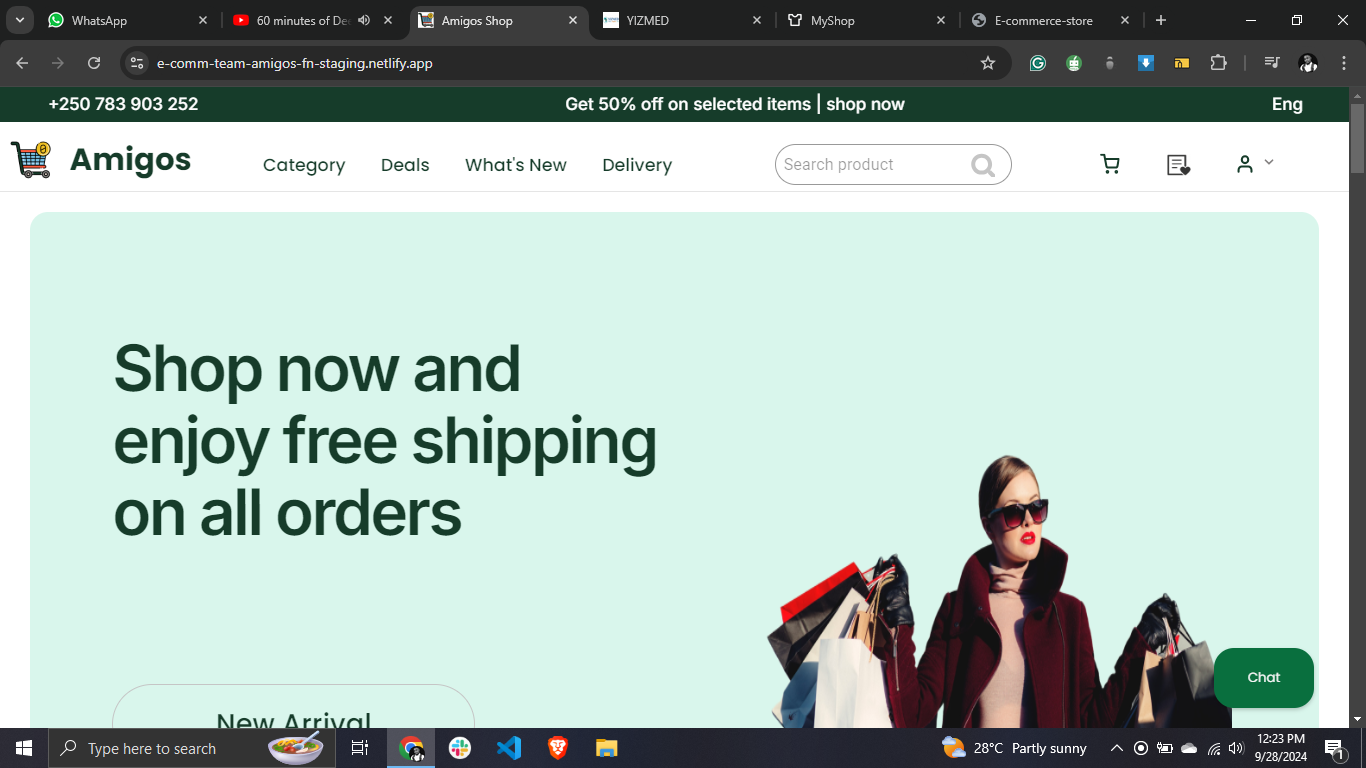 WhatsApp
60 minutes of Dee
Amigos Shop
YIZMED
MyShop
E-commerce-store
e-comm-team-amigos-fn-staging.netlify.app
+250 783 903 252
Get 50% off on selected items | shop now
Eng
0
Amigos
Category
Deals
What's New
Delivery
Search product
Shop now and
enjoy free shipping
on all orders
New Arrival
Chat
Type here to search
28°C Partly sunny
12:23 PM
9/28/2024
1